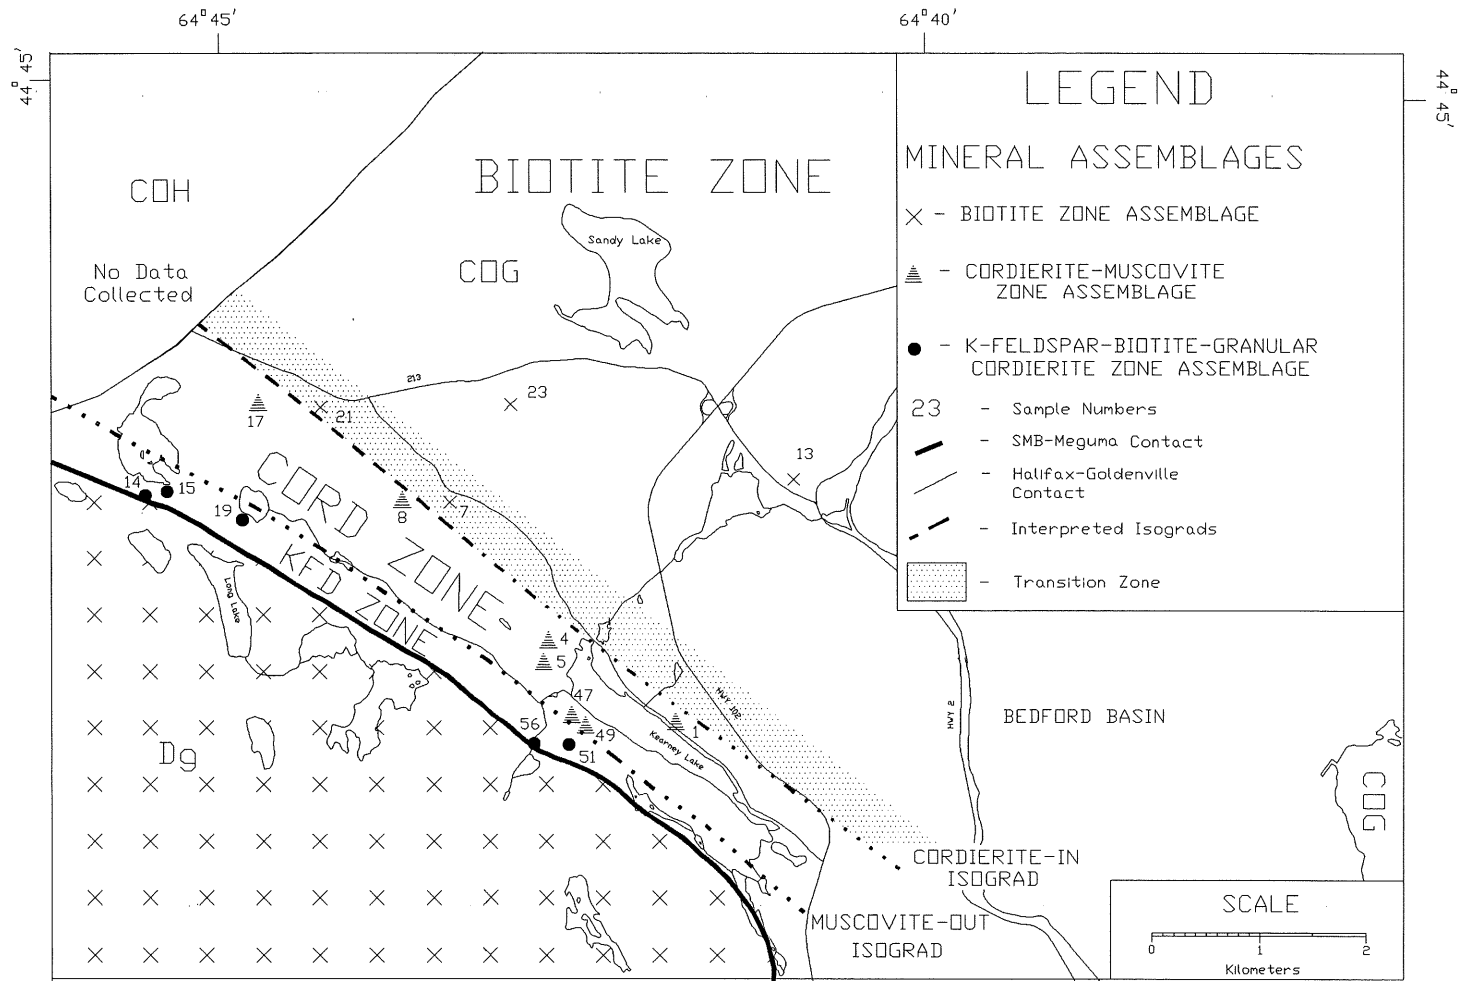 64° 45'
64° 40'
44° 45'
44° 45'
LEGEND
MINERAL ASSEMBLAGES
× - BIOTITE ZONE ASSEMBLAGE
- CORDIERITE-MUSCOVITE
ZONE ASSEMBLAGE
- K-FELDSPAR-BIOTITE-GRANULAR
CORDIERITE ZONE ASSEMBLAGE
23 - Sample Numbers
- SMB-Meguma Contact
- Halifax-Goldenville
Contact
- Interpreted Isograds
- Transition Zone
BIOTITE ZONE
COH
COG
Sandy Lake
No Data
Collected
213
23
17
21
13
14
15
19
8
7
CORD ZONE
KFD ZONE
Long Lake
4
5
47
49
56
51
1
HWY 102
Kearney Lake
HWY 2
BEDFORD BASIN
COG
Dg
CORDIERITE-IN
ISOGRAD
MUSCOVITE-OUT
ISOGRAD
SCALE
0 1 2
Kilometers